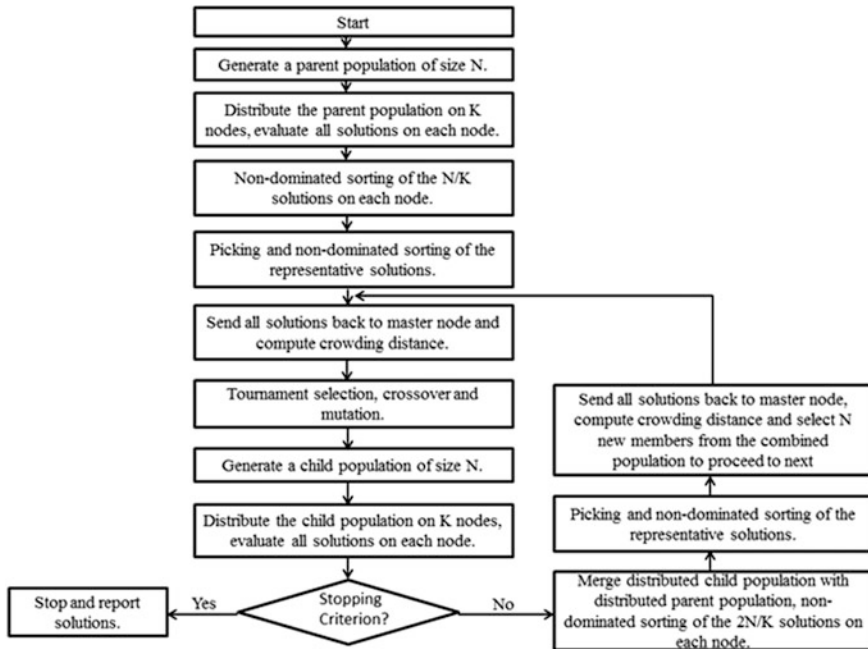 Start
Generate a parent population of size N.
Distribute the parent population on K
nodes, evaluate all solutions on each node.
Non-dominated sorting of the N/K
solutions on each node.
Picking and non-dominated sorting of the
representative solutions.
Send all solutions back to master node and
compute crowding distance.
Tournament selection, crossover and
mutation.
Generate a child population of size N.
Distribute the child population on K nodes,
evaluate all solutions on each node.
Stopping
Criterion?
Yes
Stop and report
solutions.
No
Merge distributed child population with
distributed parent population, non-
dominated sorting of the 2N/K solutions on
each node.
Picking and non-dominated sorting of the
representative solutions.
Send all solutions back to master node,
compute crowding distance and select N
new members from the combined
population to proceed to next